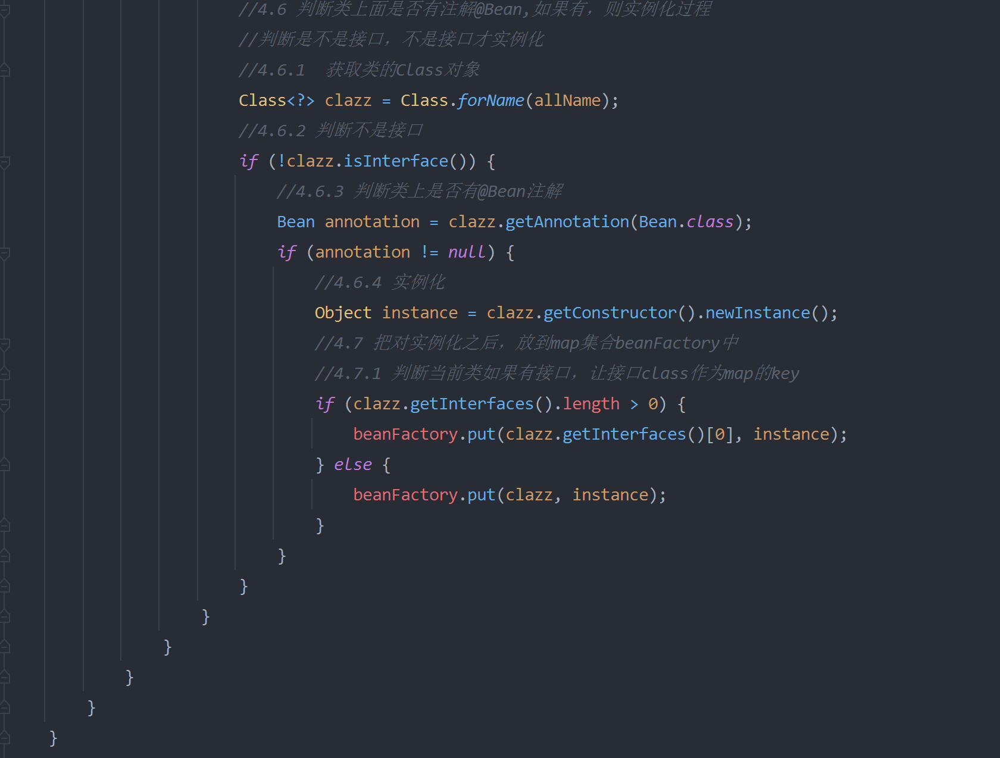 //4.6 判断类上面是否有注解@Bean,如果有，则实例化过程
//判断是不是接口，不是接口才实例化
//4.6.1  获取类的Class对象
Class<?> clazz = Class.forName(allName);
//4.6.2 判断不是接口
if (!clazz.isInterface()) {
//4.6.3 判断类上是否有@Bean注解
Bean annotation = clazz.getAnnotation(Bean.class);
if (annotation != null) {
//4.6.4 实例化
Object instance = clazz.getConstructor().newInstance();
//4.7 把对实例化之后，放到map集合beanFactory中
//4.7.1 判断当前类如果有接口，让接口class作为map的key
if (clazz.getInterfaces().length > 0) {
beanFactory.put(clazz.getInterfaces()[0], instance);
} else {
beanFactory.put(clazz, instance);
}
}
}
}
}
}
}
}